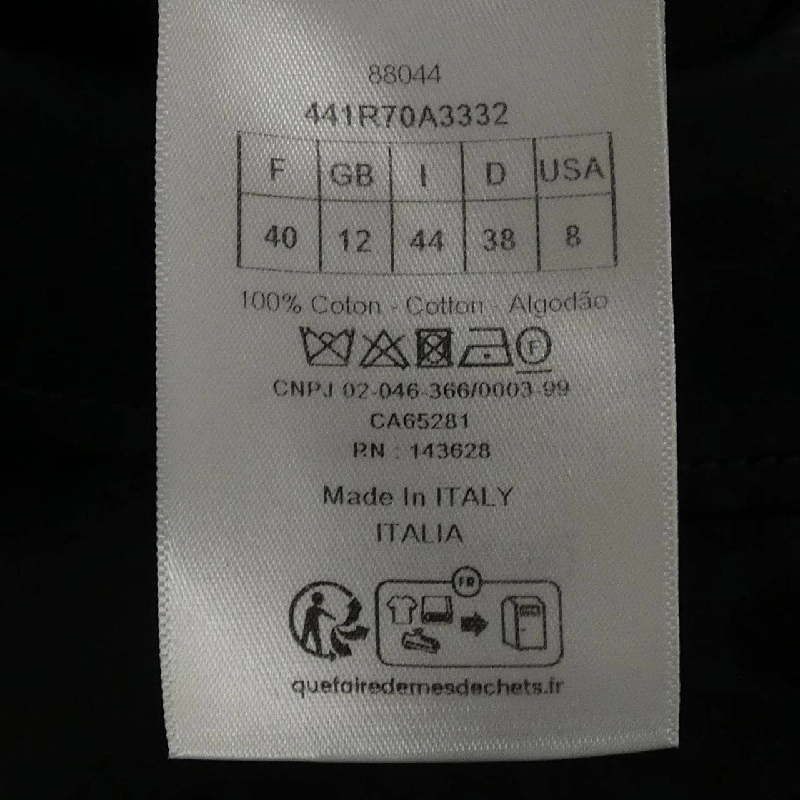 88044
441R70A3332
F GB I D USA
40 12 44 38 8
100% Coton - Cotton - Algodão
F
CNPJ 02-046-366/0003-99
CA65281
RN : 143628
Made In ITALY
ITALIA
FR
quefairedemesdechets.fr